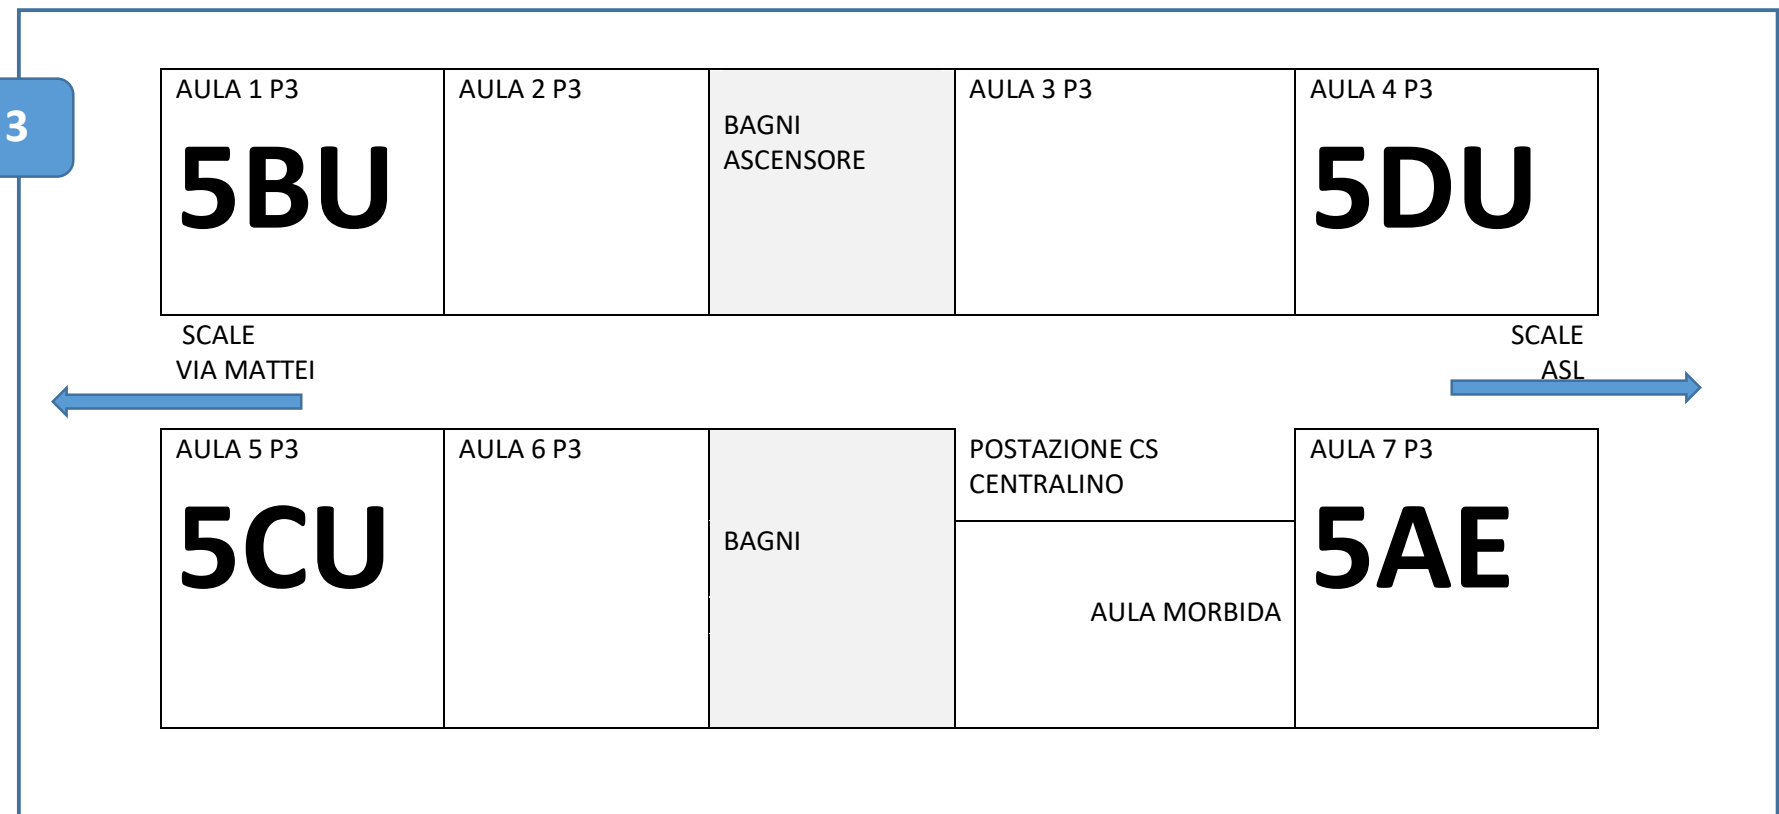 3
AULA 1 P3
5BU
AULA 2 P3
BAGNI
ASCENSORE
AULA 3 P3
AULA 4 P3
5DU
SCALE
VIA MATTEI
SCALE
ASL
AULA 5 P3
5CU
AULA 6 P3
BAGNI
POSTAZIONE CS
CENTRALINO
AULA MORBIDA
AULA 7 P3
5AE